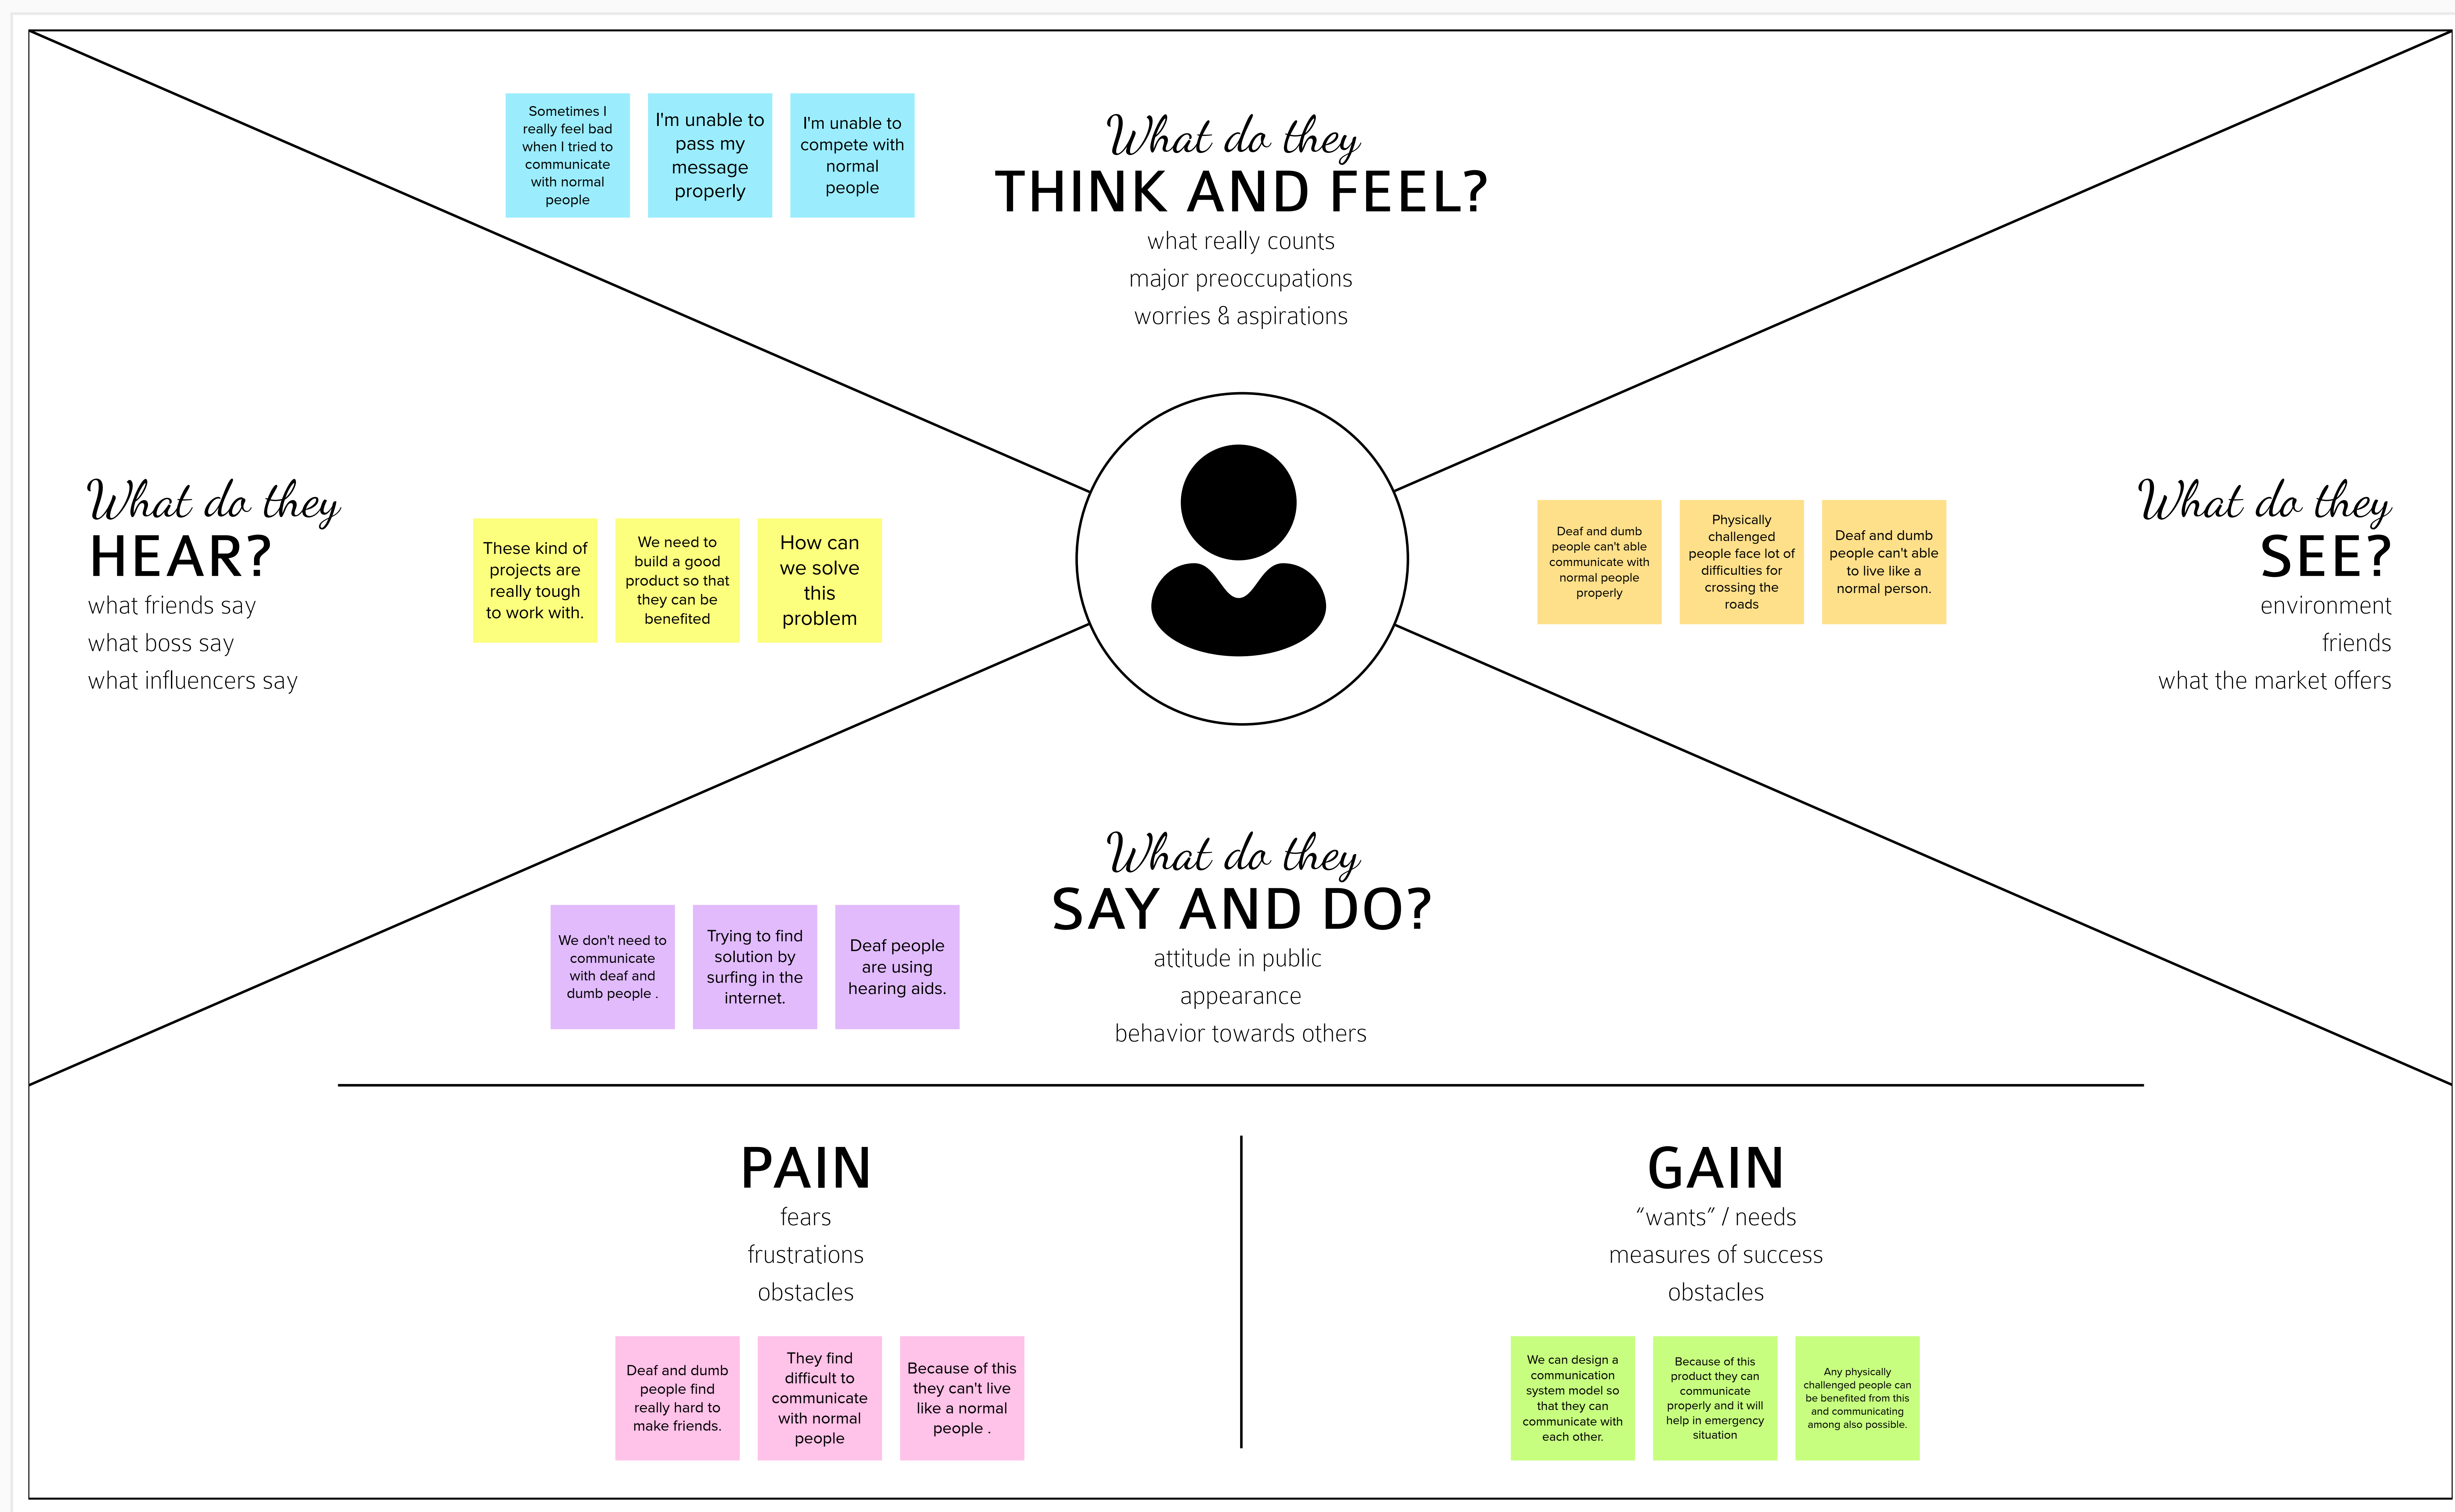 Sometimes I
really feel bad
when I tried to
communicate
with normal
people
I'm unable to
pass my
message
properly
I'm unable to
compete with
normal
people
What do they
THINK AND FEEL?
what really counts
major preoccupations
worries & aspirations
What do they
HEAR?
what friends say
what boss say
what influencers say
These kind of
projects are
really tough
to work with.
We need to
build a good
product so that
they can be
benefited
How can
we solve
this
problem
Deaf and dumb
people can't able
communicate with
normal people
properly
Physically
challenged
people face lot of
difficulties for
crossing the
roads
Deaf and dumb
people can't able
to live like a
normal person.
What do they
SEE?
environment
friends
what the market offers
We don't need to
communicate
with deaf and
dumb people .
Trying to find
solution by
surfing in the
internet.
Deaf people
are using
hearing aids.
What do they
SAY AND DO?
attitude in public
appearance
behavior towards others
PAIN
fears
frustrations
obstacles
Deaf and dumb
people find
really hard to
make friends.
They find
difficult to
communicate
with normal
people
Because of this
they can't live
like a normal
people .
GAIN
“wants” / needs
measures of success
obstacles
We can design a
communication
system model so
that they can
communicate with
each other.
Because of this
product they can
communicate
properly and it will
help in emergency
situation
Any physically
challenged people can
be benefited from this
and communicating
among also possible.